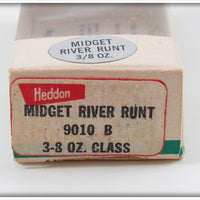 MIDGET
RIVER RUNT
3/8 OZ.
Heddon
MIDGET RIVER RUNT
9010 B
3-8 OZ. CLASS